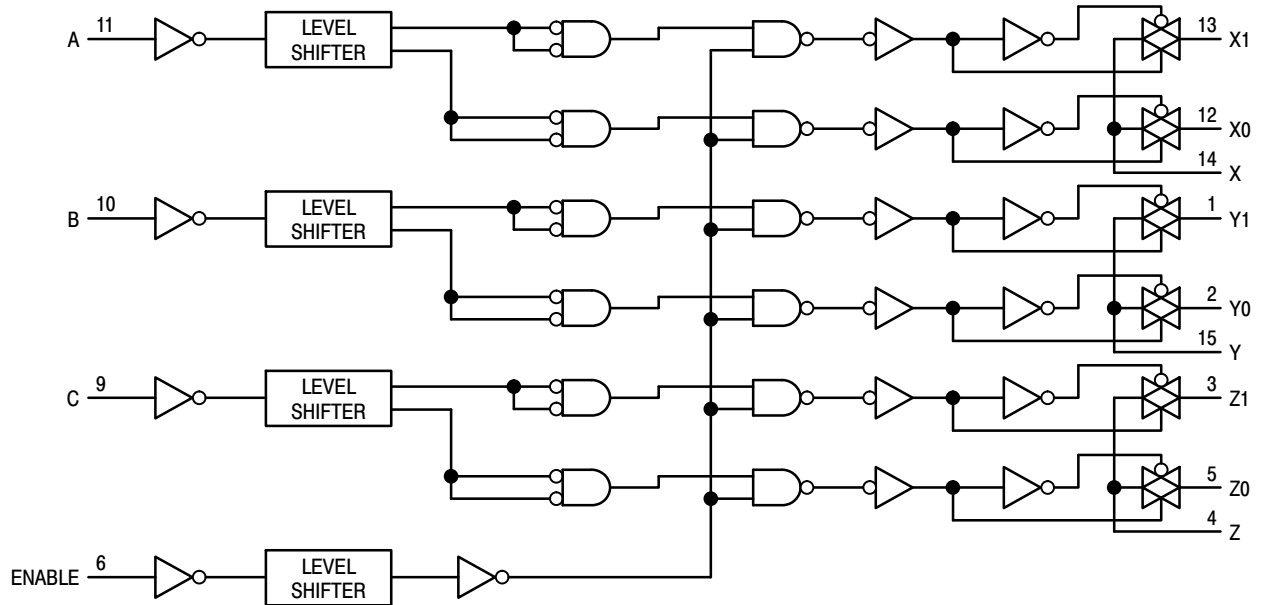 A 11 LEVEL SHIFTER 13 X1
12 X0
14 X
B 10 LEVEL SHIFTER 1 Y1
2 Y0
15 Y
C 9 LEVEL SHIFTER 3 Z1
5 Z0
4 Z
ENABLE 6 LEVEL SHIFTER